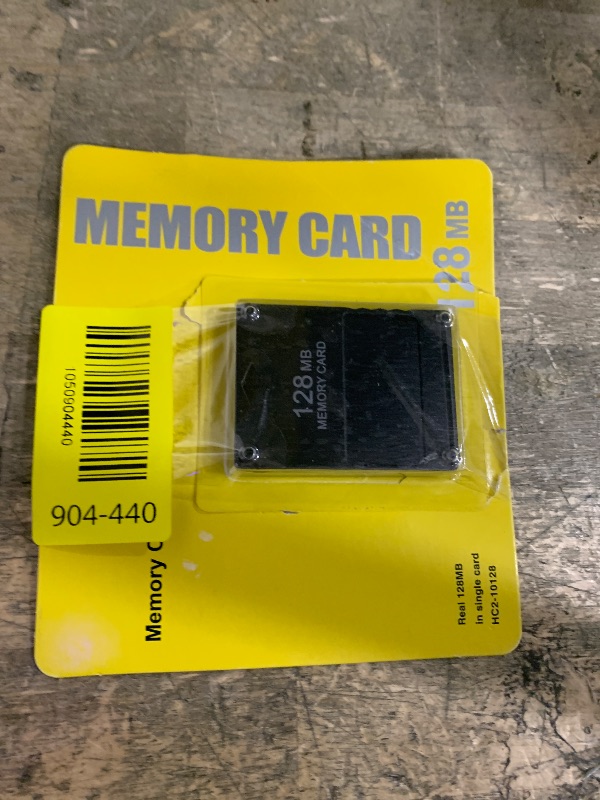 MEMORY CARD
128 MB
128 MB
MEMORY CARD
1050904440
904-440
Memory C
Real 128MB
in single card
HC2-10128